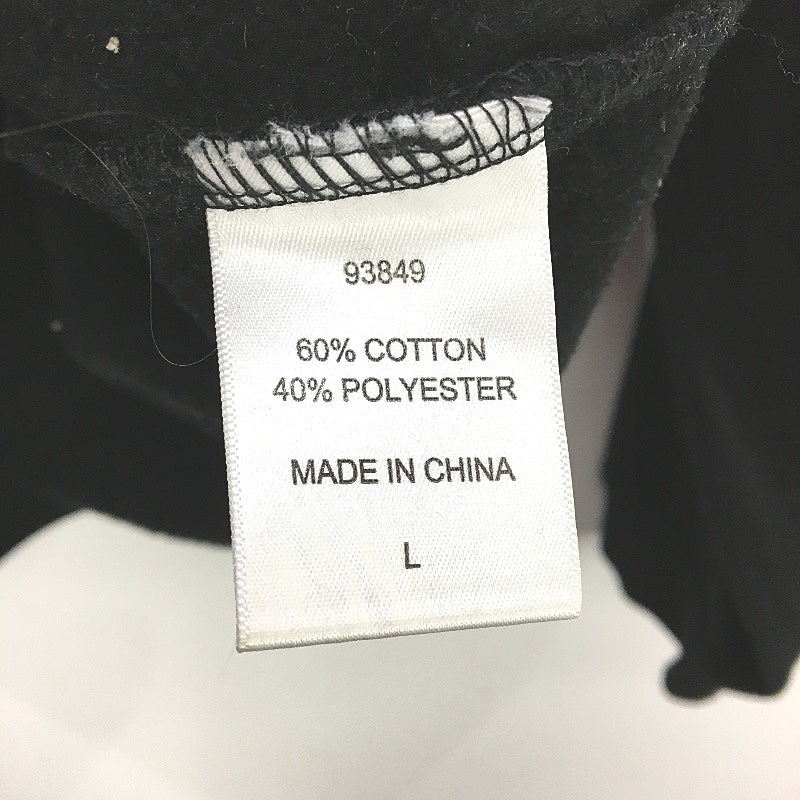 93849
60% COTTON
40% POLYESTER
MADE IN CHINA
L